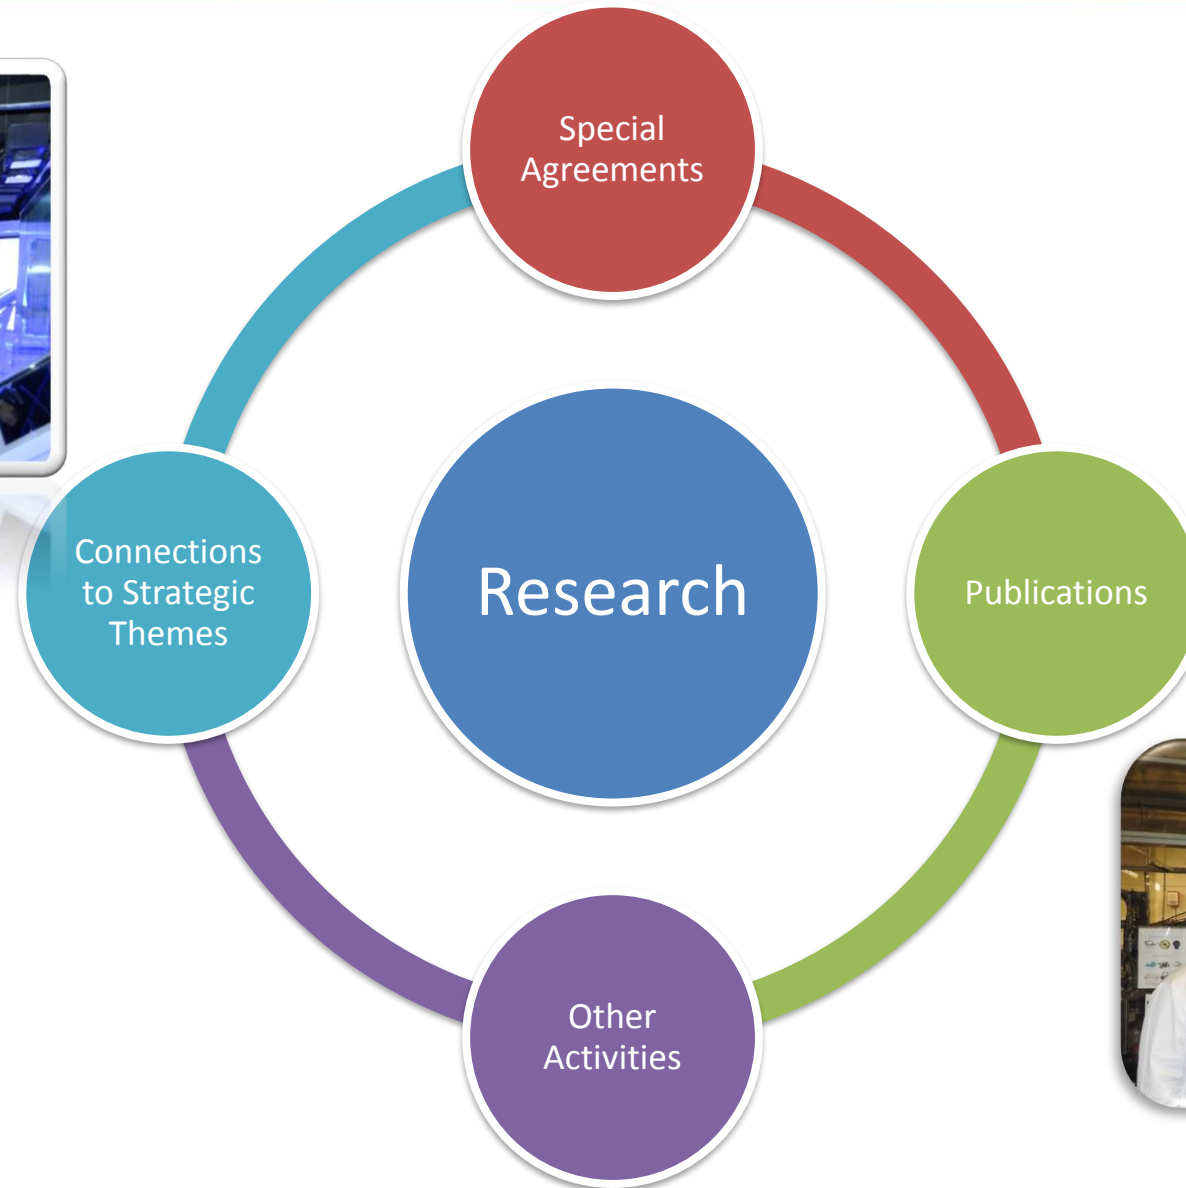 Special
Agreements
Connections
to Strategic
Themes
Research
Publications
Other
Activities